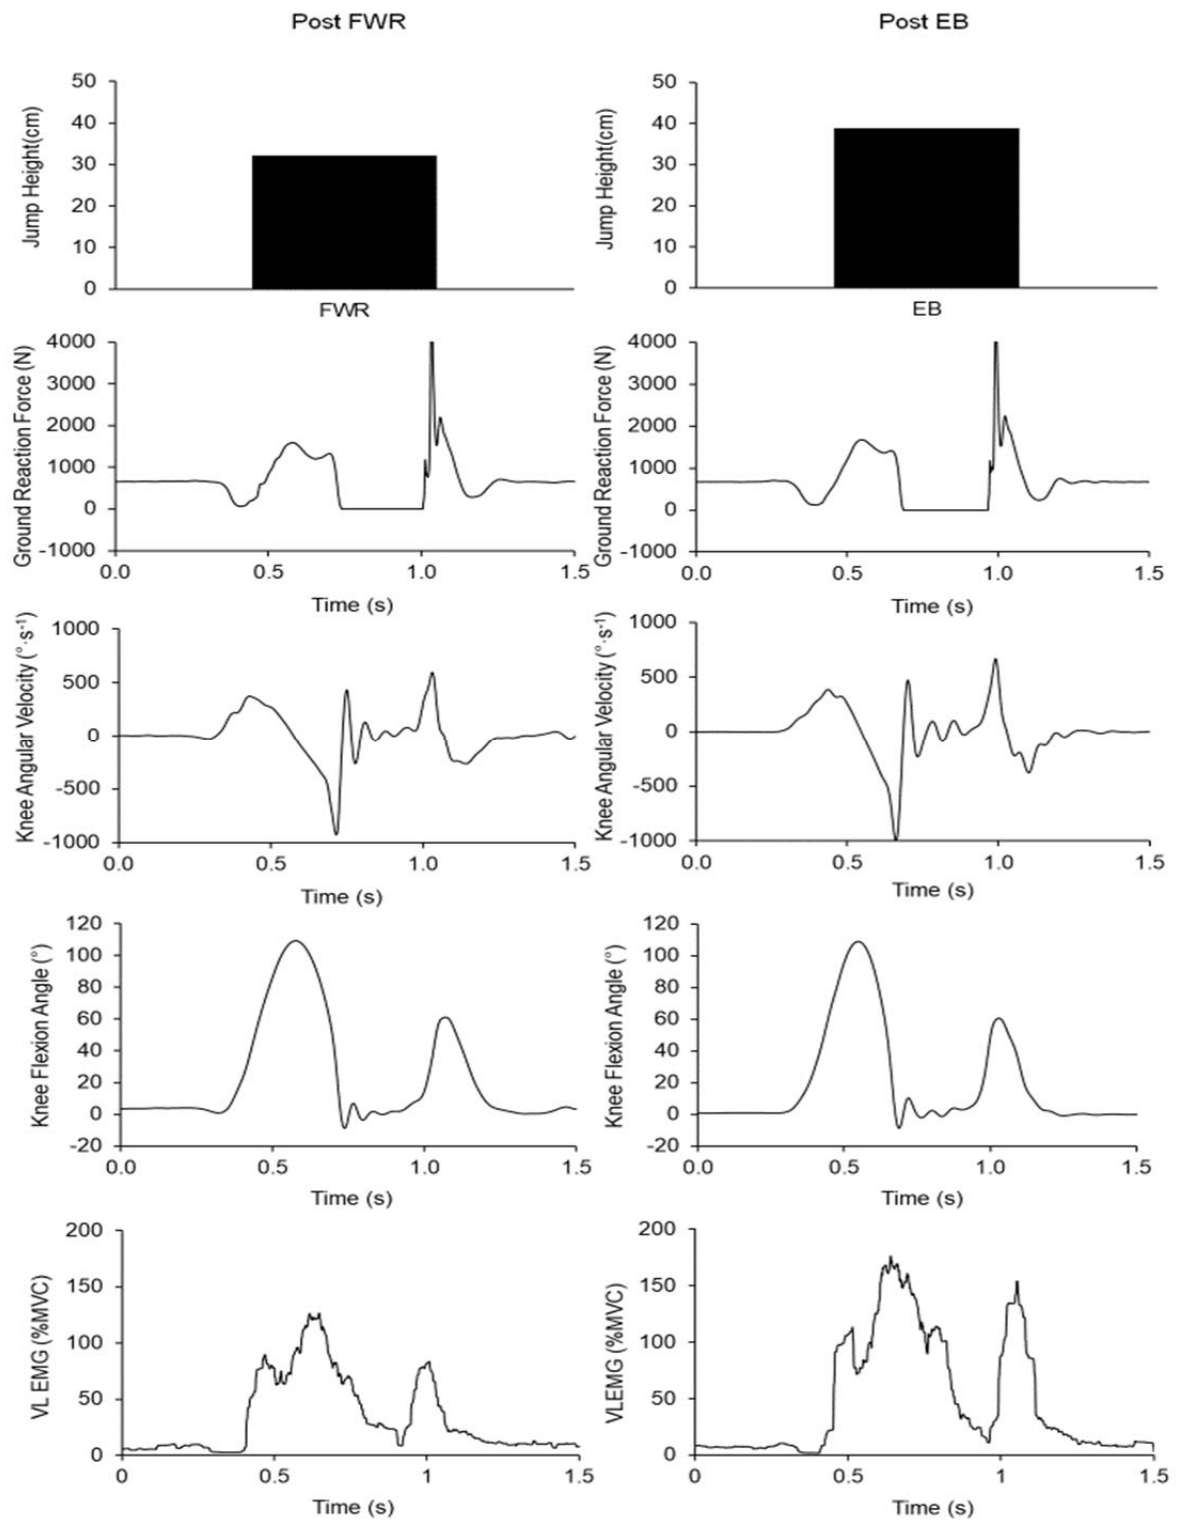 Post FWR
Post EB
Jump Height(cm)
50
40
30
20
10
0
FWR
Jump Height(cm)
50
40
30
20
10
0
EB
Ground Reaction Force (N)
4000
3000
2000
1000
0
-1000
0.0 0.5 1.0 1.5
Time (s)
Ground Reaction Force (N)
4000
3000
2000
1000
0
-1000
0.0 0.5 1.0 1.5
Time (s)
Knee Angular Velocity (°·s⁻¹)
1000
500
0
-500
-1000
0.0 0.5 1.0 1.5
Time (s)
Knee Angular Velocity (°·s⁻¹)
1000
500
0
-500
-1000
0.0 0.5 1.0 1.5
Time (s)
Knee Flexion Angle (°)
120
100
80
60
40
20
0
-20
0.0 0.5 1.0 1.5
Time (s)
Knee Flexion Angle (°)
120
100
80
60
40
20
0
-20
0.0 0.5 1.0 1.5
Time (s)
VL EMG (%MVC)
200
150
100
50
0
0 0.5 1 1.5
Time (s)
VLEMG (%MVC)
200
150
100
50
0
0 0.5 1 1.5
Time (s)